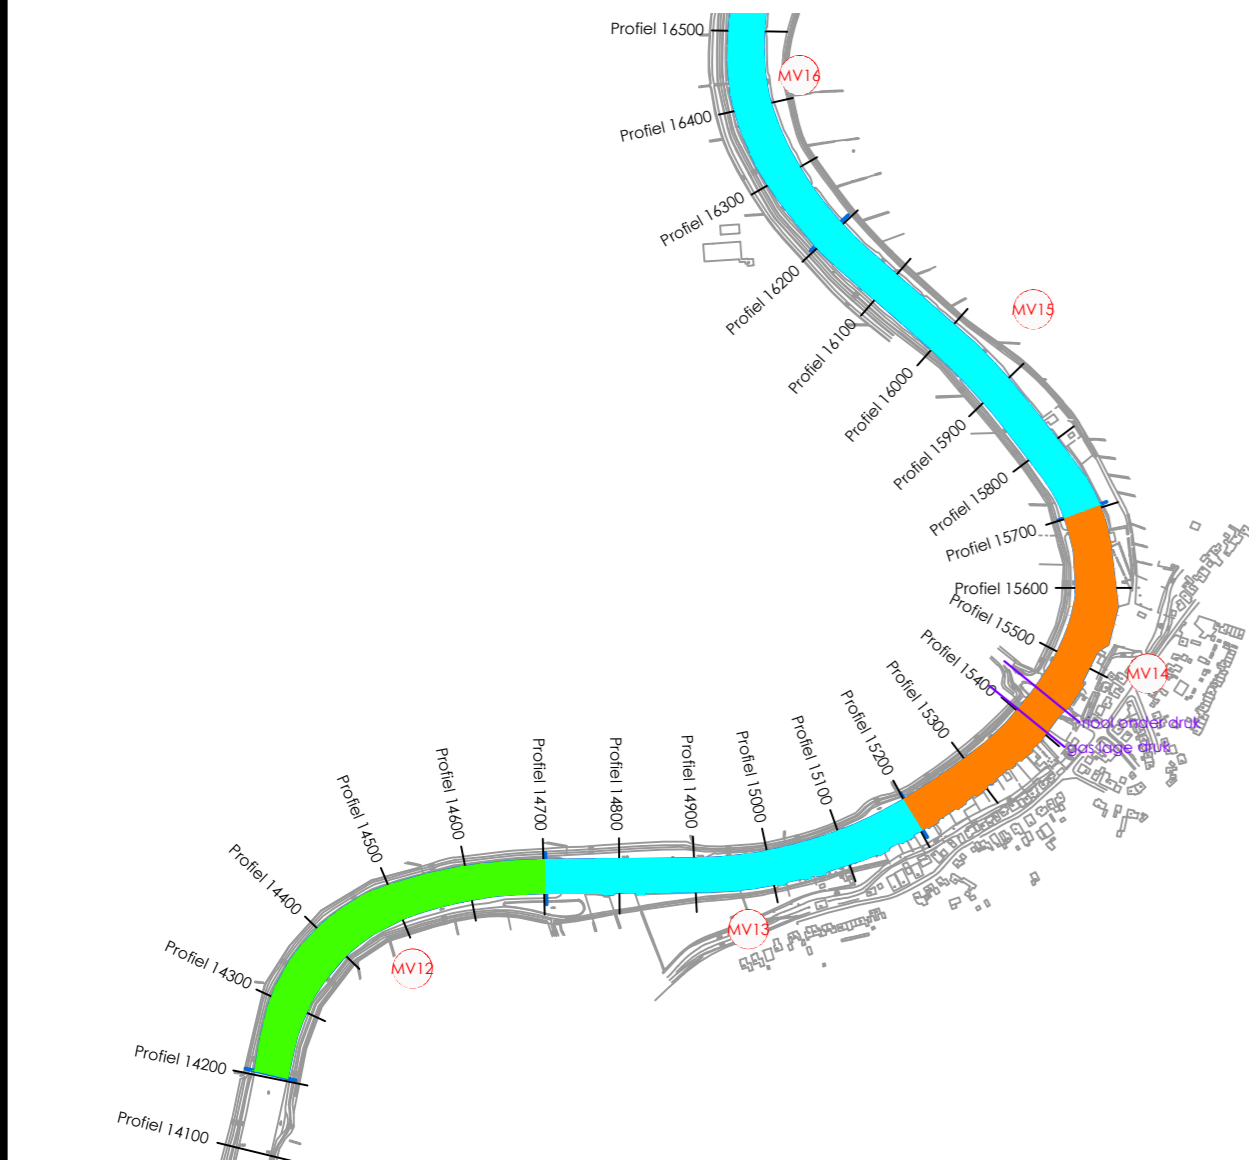 Profiel 16500
MV16
Profiel 16400
Profiel 16300
Profiel 16200
MV15
Profiel 16100
Profiel 16000
Profiel 15900
Profiel 15800
Profiel 15700
Profiel 15600
Profiel 15500
Profiel 15400
MV14
riool onder druk
gas lage druk
Profiel 15300
Profiel 15200
Profiel 15100
Profiel 15000
Profiel 14900
Profiel 14800
Profiel 14700
Profiel 14600
Profiel 14500
Profiel 14400
MV13
MV12
Profiel 14300
Profiel 14200
Profiel 14100